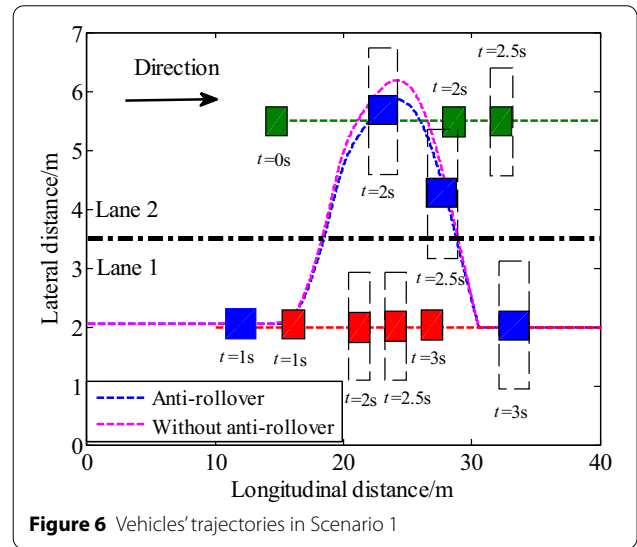 7
6
5
4
3
2
1
0
Lateral distance/m
Direction
t=2.5s
t=2s
t=0s
t=2s
Lane 2
t=2.5s
Lane 1
t=1s
t=1s
t=3s
t=2s
t=2.5s
t=3s
Anti-rollover
Without anti-rollover
0 10 20 30 40
Longitudinal distance/m
Figure 6 Vehicles' trajectories in Scenario 1